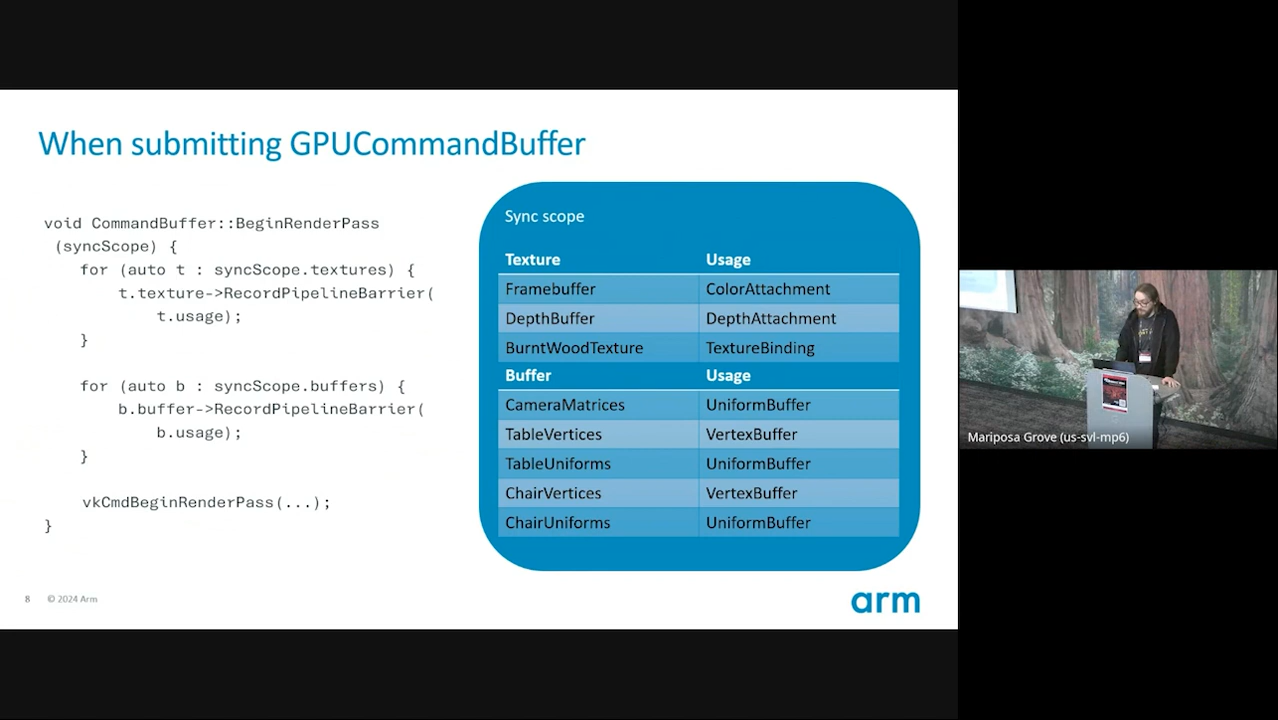 When submitting GPUCommandBuffer
void CommandBuffer::BeginRenderPass
(syncScope) {
for (auto t : syncScope.textures) {
t.texture->RecordPipelineBarrier(
t.usage);
}
for (auto b : syncScope.buffers) {
b.buffer->RecordPipelineBarrier(
b.usage);
}
vkCmdBeginRenderPass(...);
}
Sync scope
Texture Usage
Framebuffer ColorAttachment
DepthBuffer DepthAttachment
BurntWoodTexture TextureBinding
Buffer Usage
CameraMatrices UniformBuffer
TableVertices VertexBuffer
TableUniforms UniformBuffer
ChairVertices VertexBuffer
ChairUniforms UniformBuffer
8 © 2024 Arm
arm
Mariposa Grove (us-svl-mp6)